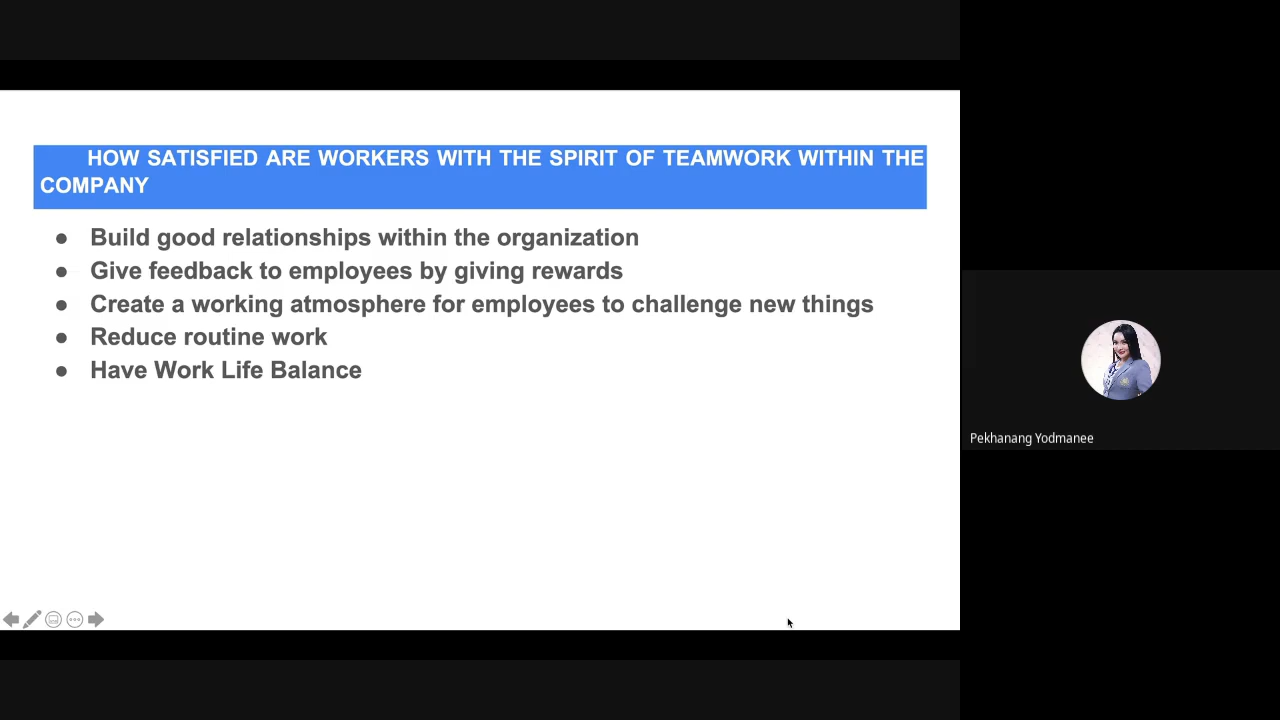 HOW SATISFIED ARE WORKERS WITH THE SPIRIT OF TEAMWORK WITHIN THE
COMPANY
● Build good relationships within the organization
● Give feedback to employees by giving rewards
● Create a working atmosphere for employees to challenge new things
● Reduce routine work
● Have Work Life Balance
Pekhanang Yodmanee